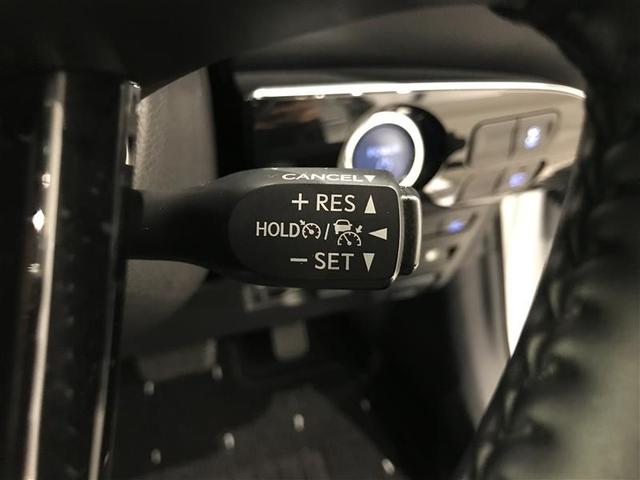 CANCEL▼
+ RES ▲
HOLD / ◀
− SET ▼